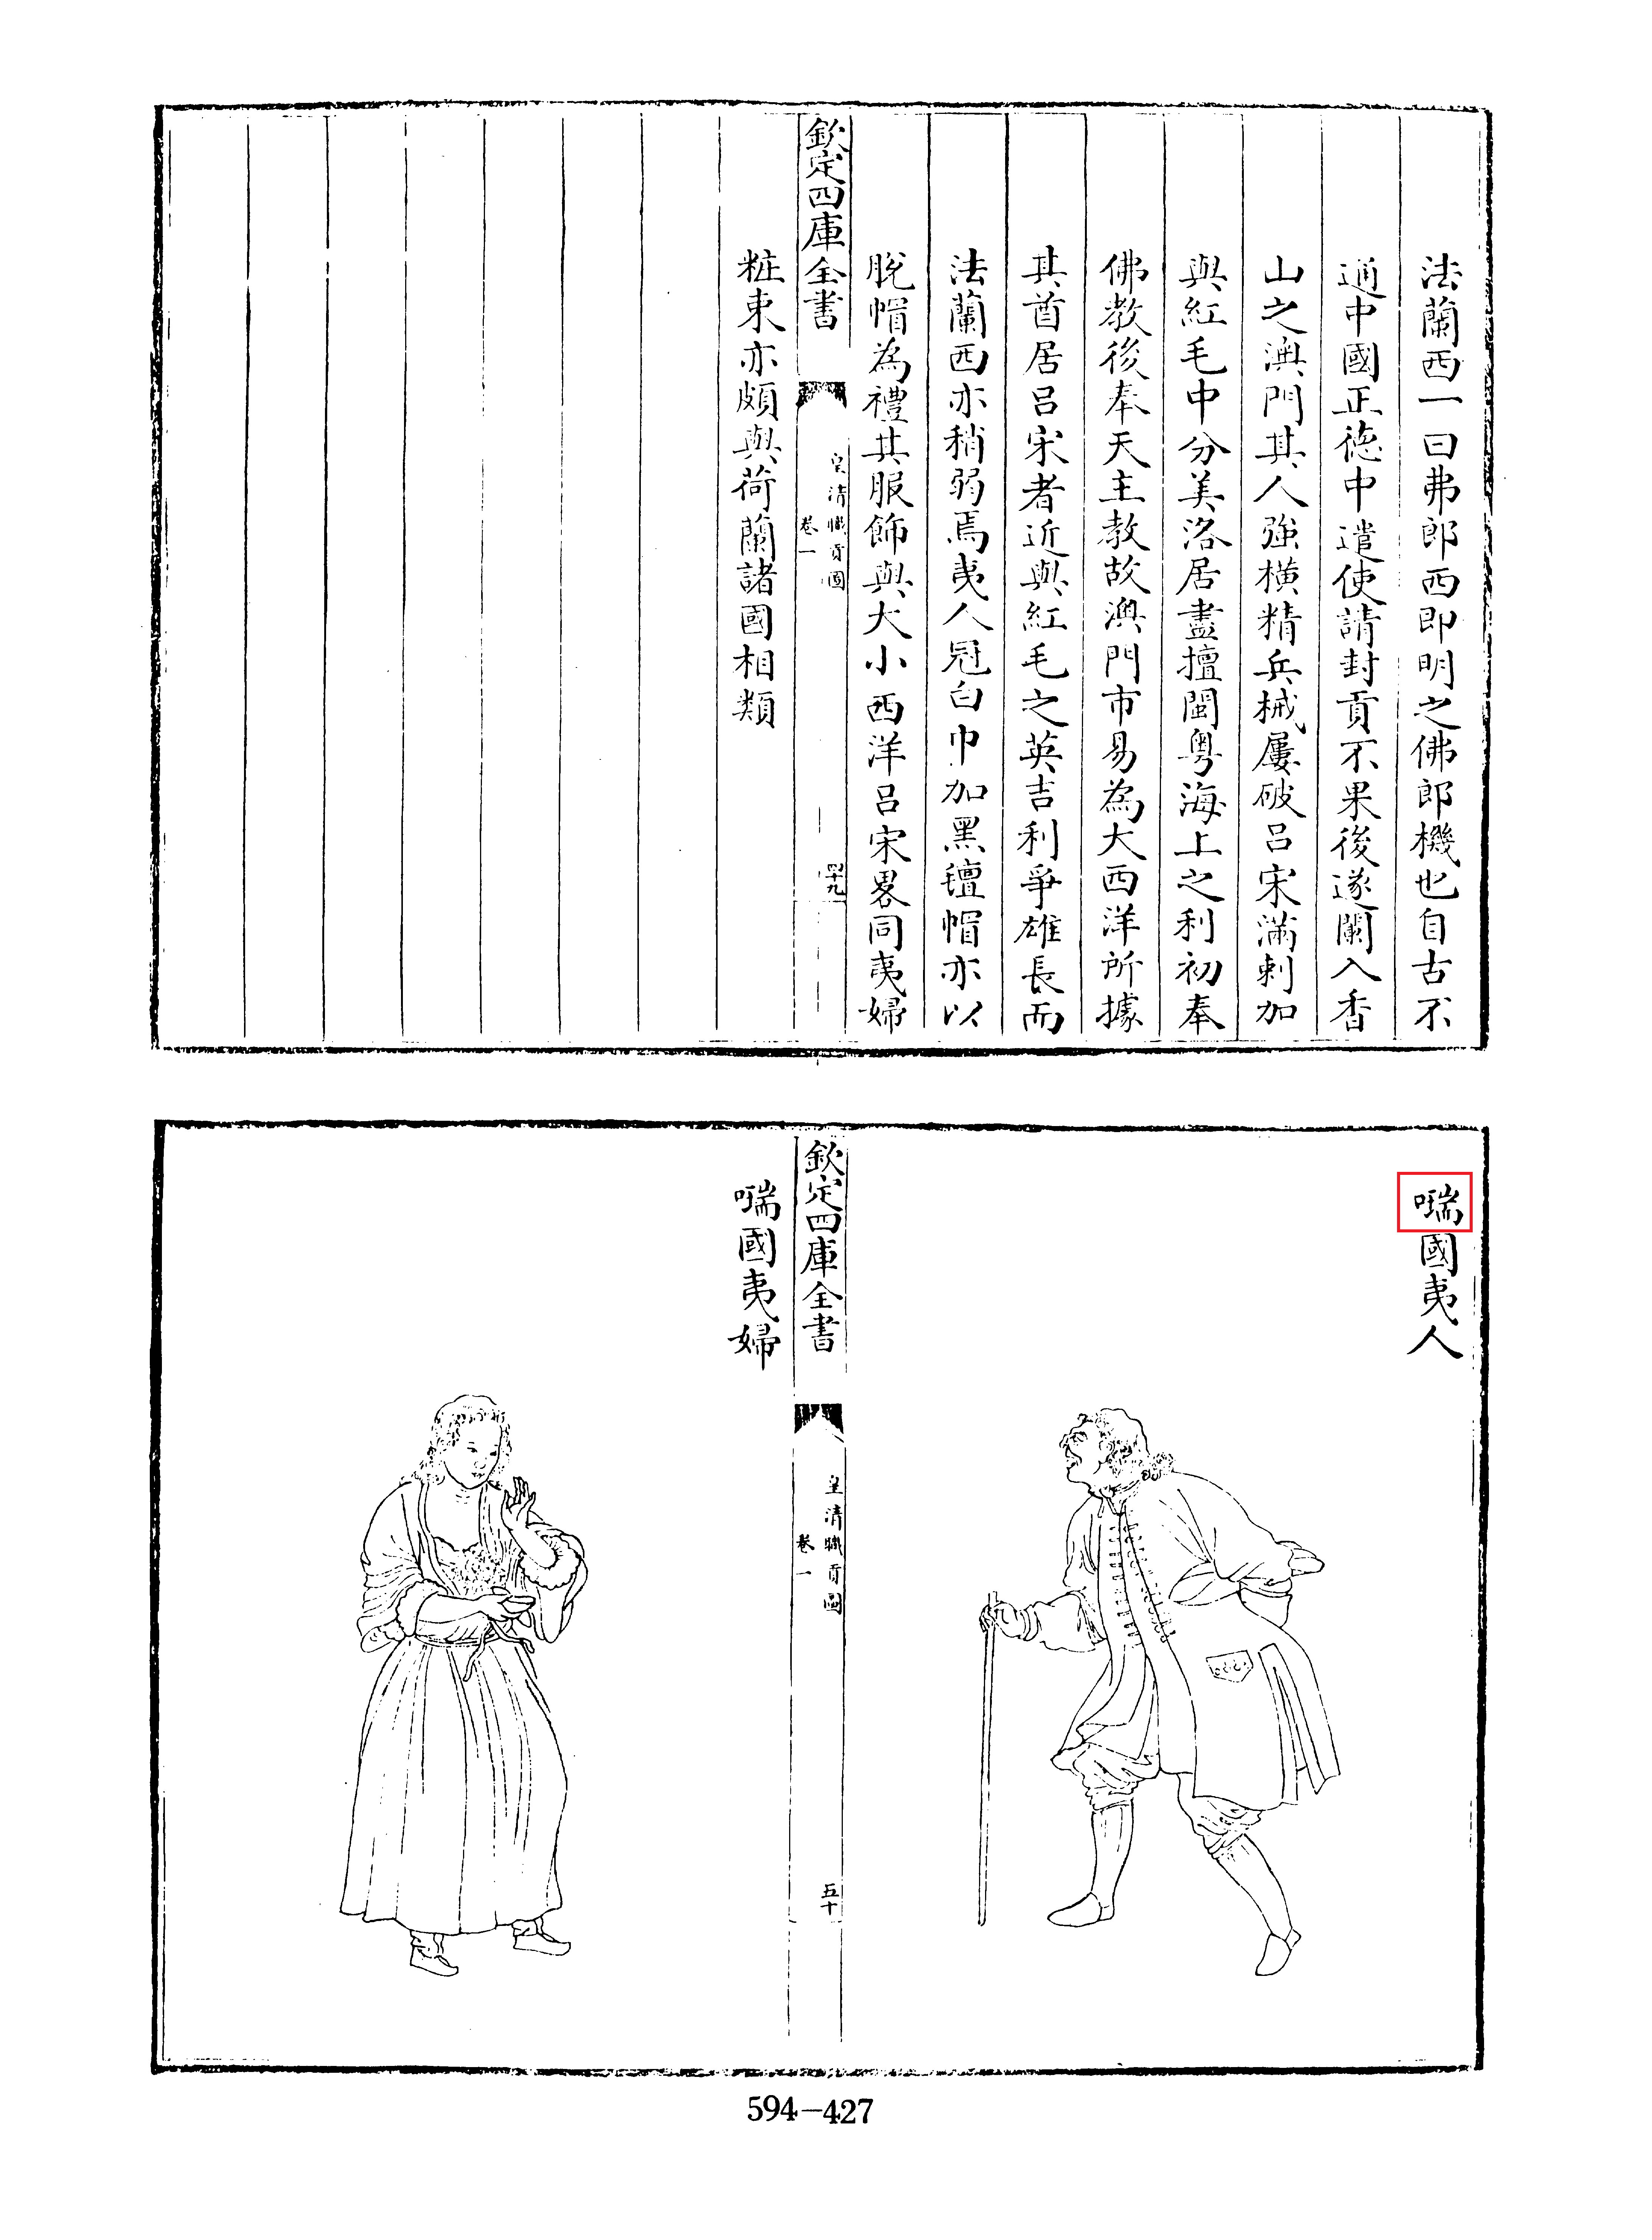 法蘭西一曰弗郎西即明之佛郎機也自古不
通中國正徳中遣使請封貢不果後遂闌入香
山之澳門其人強橫精兵械屢破呂宋滿剌加
與紅毛中分美洛居盡擅閩粵海上之利初奉
佛教後奉天主教故澳門市易為大西洋所據
其酋居呂宋者近與紅毛之英吉利爭雄長而
法蘭西亦稍弱焉夷人冠白巾加黑氊帽亦以
脫帽為禮其服飾與大小西洋呂宋畧同夷婦
欽定四庫全書
皇清職貢圖
卷一
四十九
粧束亦頗與荷蘭諸國相類
㗨國夷人
欽定四庫全書
皇清職貢圖
卷一
五十
㗨國夷婦
594-427